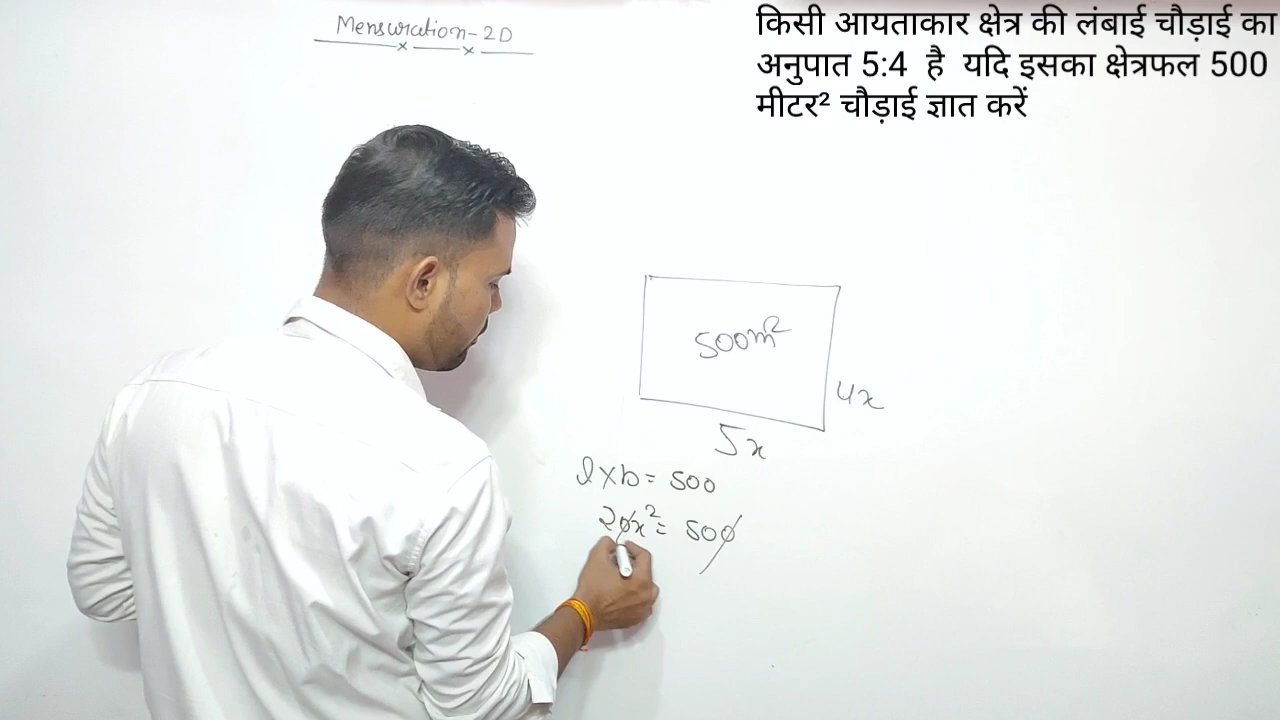 Mensuration-2D
किसी आयताकार क्षेत्र की लंबाई चौड़ाई का
अनुपात 5:4 है यदि इसका क्षेत्रफल 500
मीटर² चौड़ाई ज्ञात करें
500m²
4x
5x
l×b= 500
20x²= 500